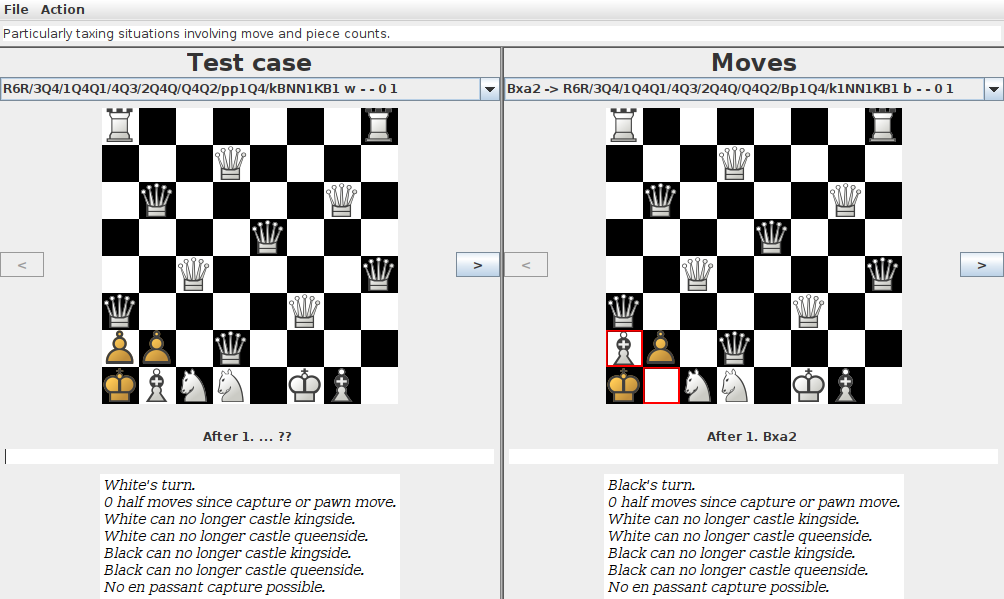 File Action
Particularly taxing situations involving move and piece counts.
Test case
R6R/3Q4/1Q4Q1/4Q3/2Q4Q/Q4Q2/pp1Q4/kBNN1KB1 w - - 0 1
< >
After 1. ... ??
White's turn.
0 half moves since capture or pawn move.
White can no longer castle kingside.
White can no longer castle queenside.
Black can no longer castle kingside.
Black can no longer castle queenside.
No en passant capture possible.
Moves
Bxa2 -> R6R/3Q4/1Q4Q1/4Q3/2Q4Q/Q4Q2/Bp1Q4/k1NN1KB1 b - - 0 1
< >
After 1. Bxa2
Black's turn.
0 half moves since capture or pawn move.
White can no longer castle kingside.
White can no longer castle queenside.
Black can no longer castle kingside.
Black can no longer castle queenside.
No en passant capture possible.